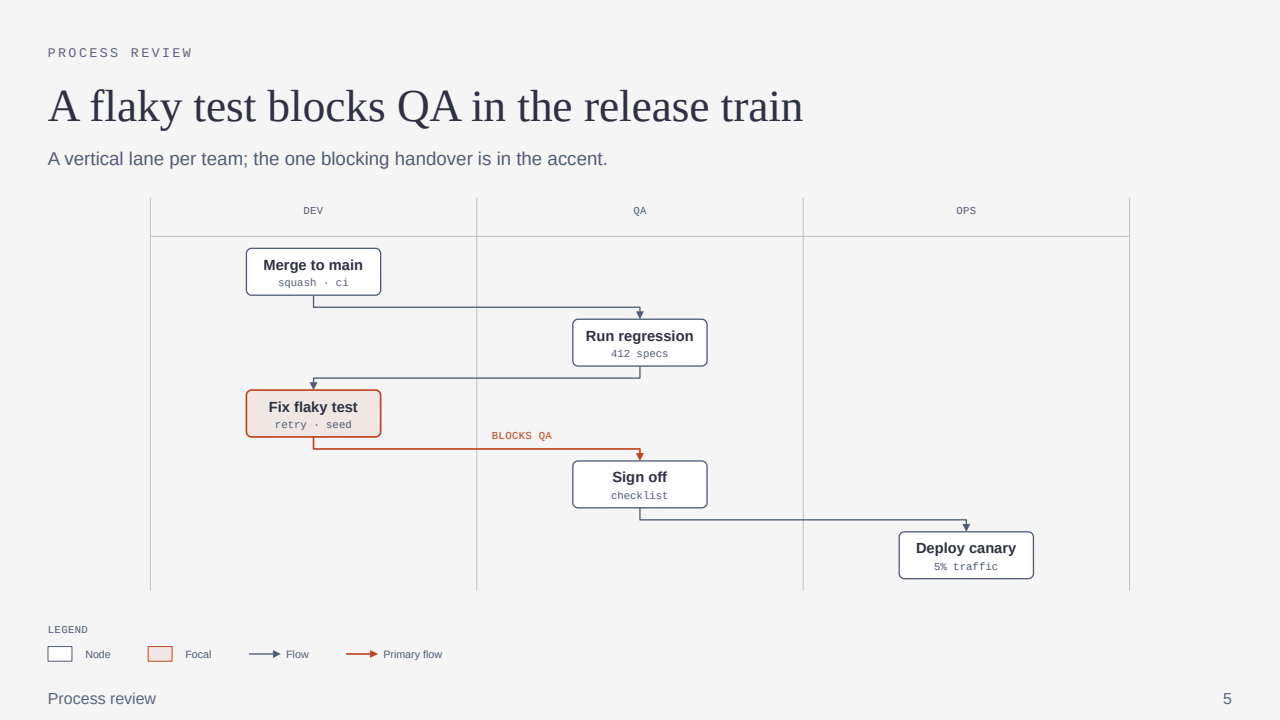 PROCESS REVIEW
A flaky test blocks QA in the release train
A vertical lane per team; the one blocking handover is in the accent.
DEV
QA
OPS
Merge to main
squash · ci
Run regression
412 specs
Fix flaky test
retry · seed
BLOCKS QA
Sign off
checklist
Deploy canary
5% traffic
LEGEND
Node
Focal
Flow
Primary flow
Process review
5